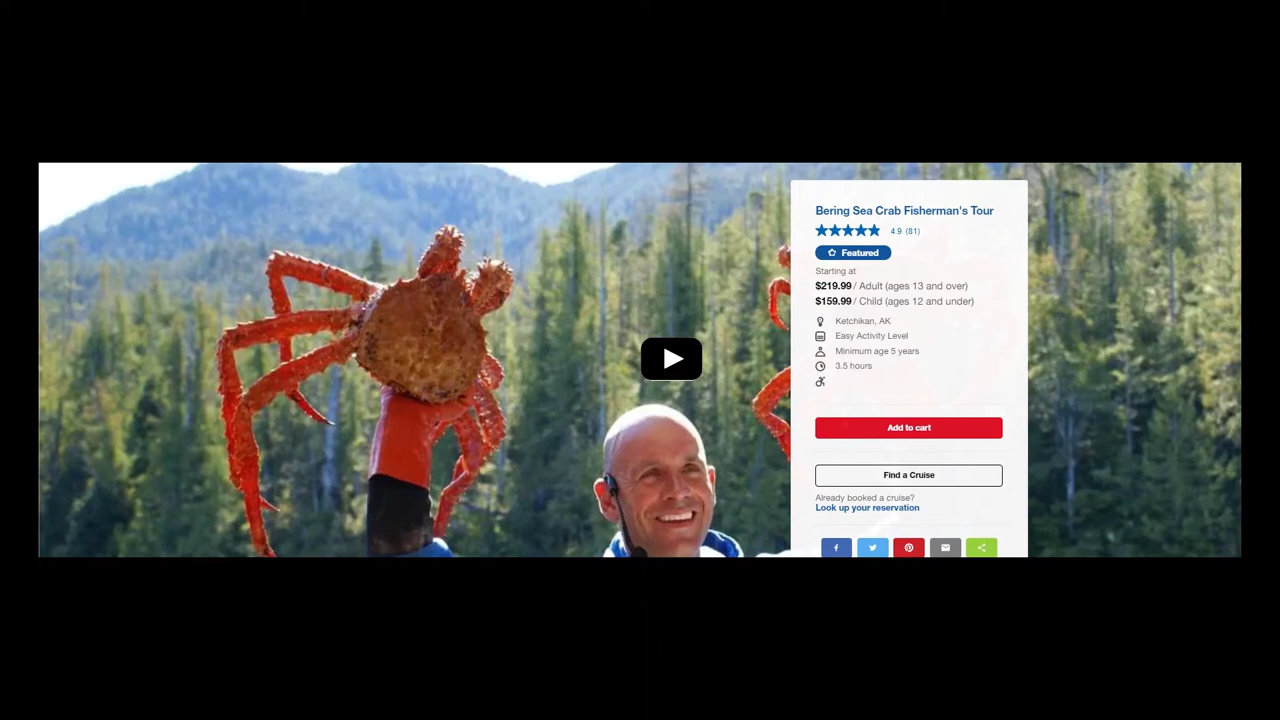 Bering Sea Crab Fisherman's Tour
4.9 (81)
Featured
Starting at
$219.99 / Adult (ages 13 and over)
$159.99 / Child (ages 12 and under)
Ketchikan, AK
Easy Activity Level
Minimum age 5 years
3.5 hours
Add to cart
Find a Cruise
Already booked a cruise?
Look up your reservation